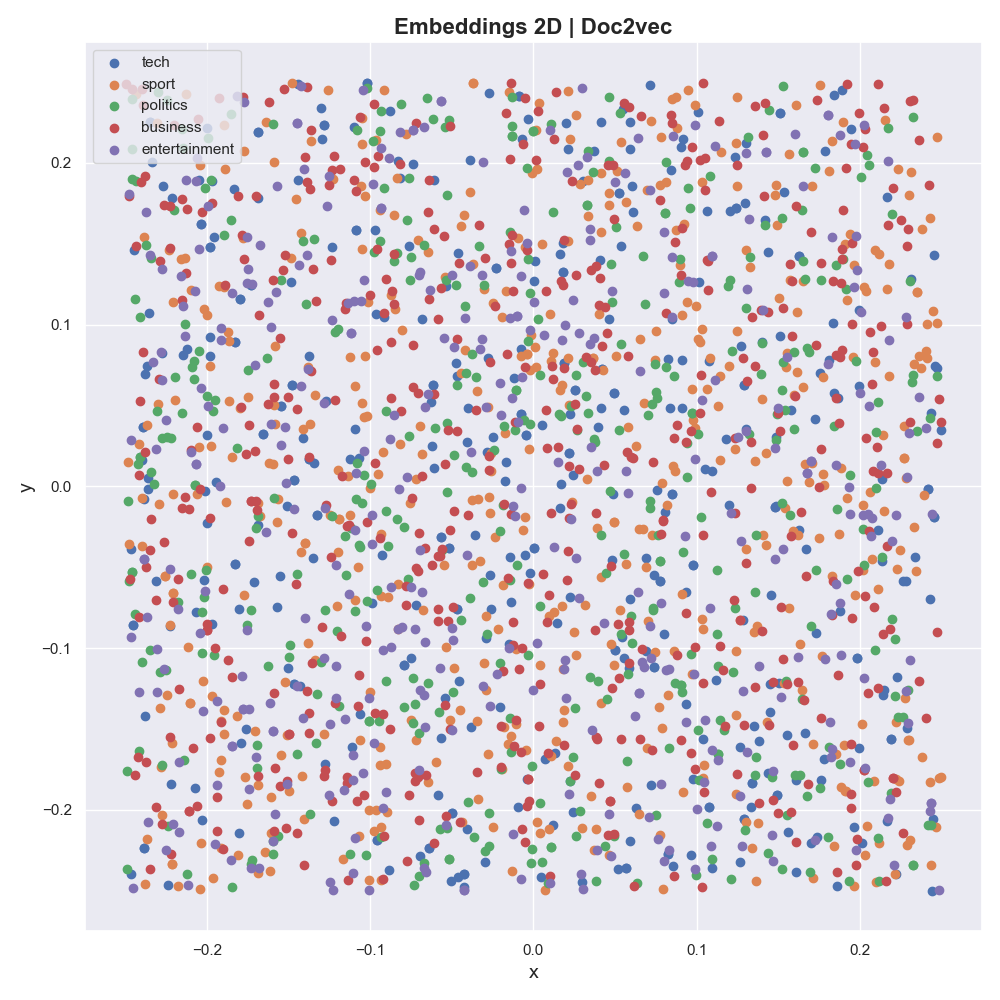 Embeddings 2D | Doc2vec
tech
sport
politics
business
entertainment
0.2
0.1
0.0
−0.1
−0.2
y
−0.2
−0.1
0.0
0.1
0.2
x